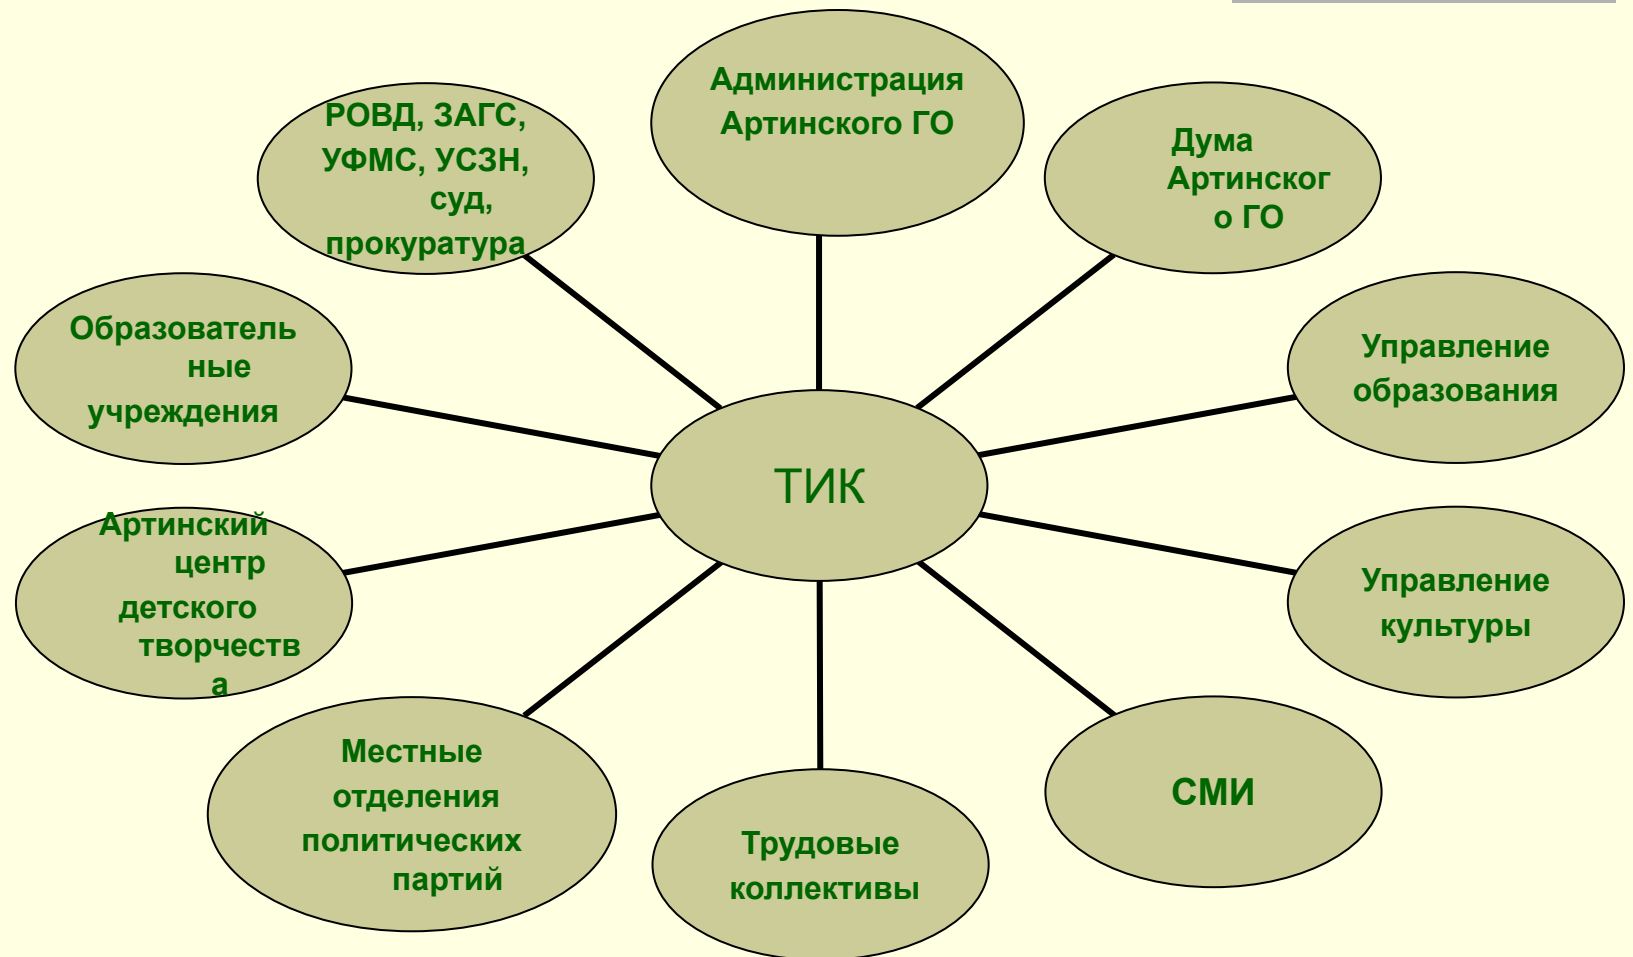 Администрация
Артинского ГО
РОВД, ЗАГС,
УФМС, УСЗН,
суд,
прокуратура
Дума
Артинског
о ГО
Образователь
ные
учреждения
Управление
образования
ТИК
Артинский
центр
детского
творчеств
а
Управление
культуры
Местные
отделения
политических
партий
Трудовые
коллективы
СМИ